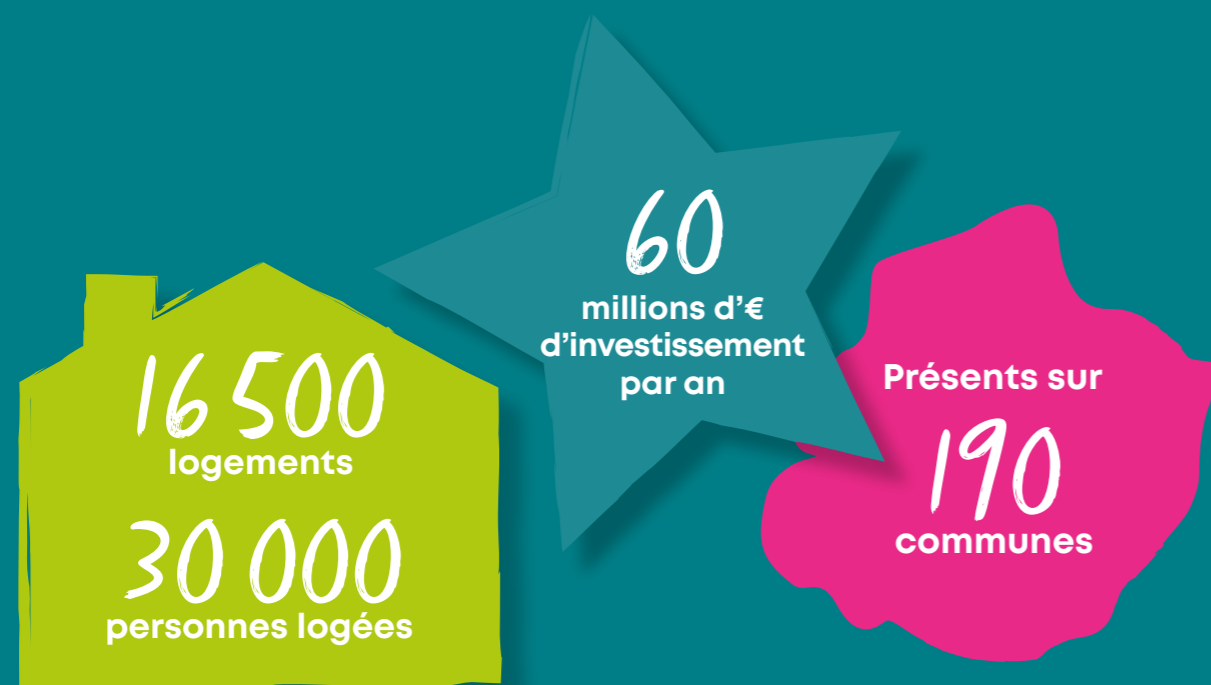 60
millions d’€
d’investissement
par an
16 500
logements
30 000
personnes logées
Présents sur
190
communes